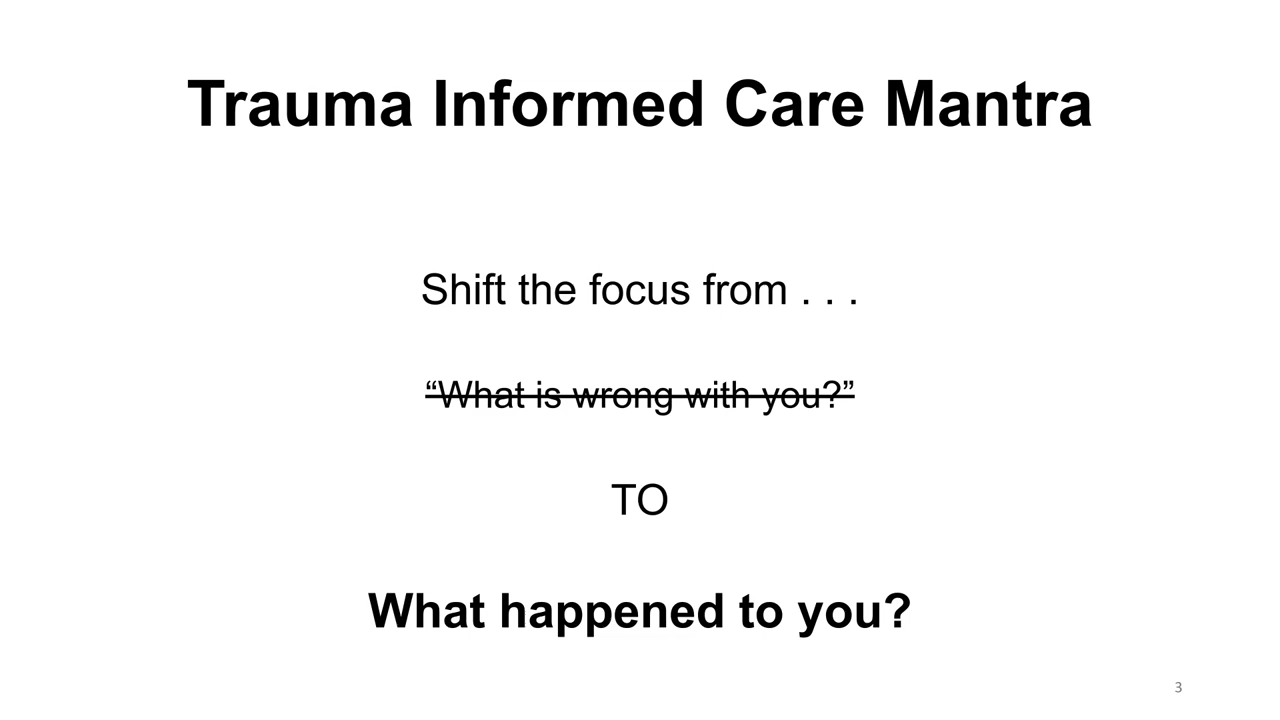 Trauma Informed Care Mantra
Shift the focus from . . .
“What is wrong with you?”
TO
What happened to you?
3